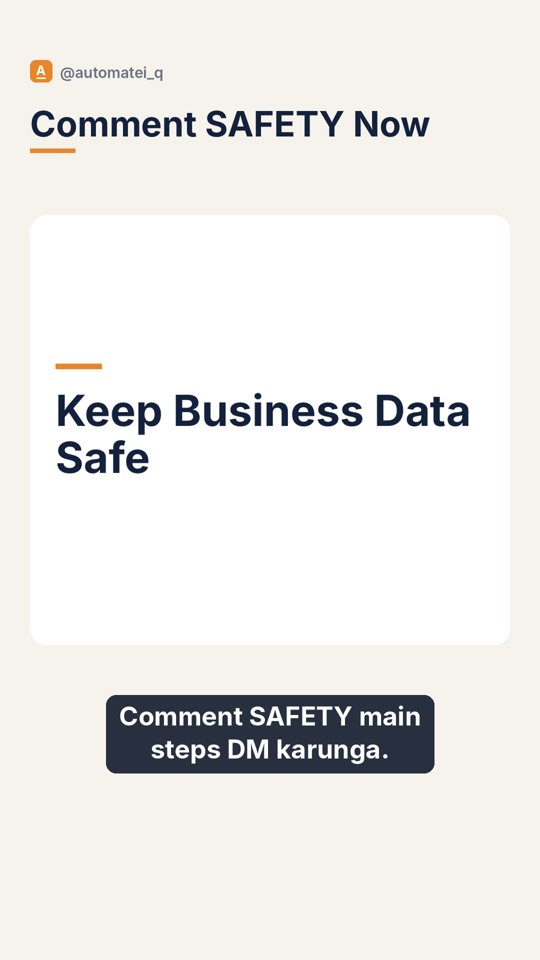 A
@automatei_q
Comment SAFETY Now
Keep Business Data
Safe
Comment SAFETY main
steps DM karunga.